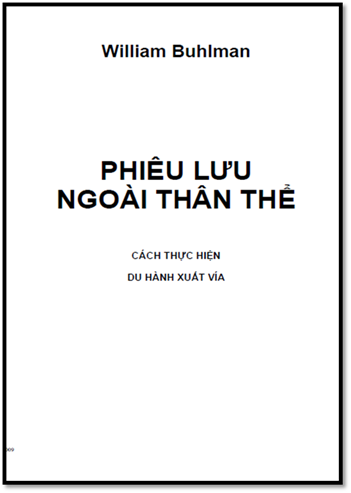 William Buhlman
PHIÊU LƯU
NGOÀI THÂN THỂ
CÁCH THỰC HIỆN
DU HÀNH XUẤT VÍA